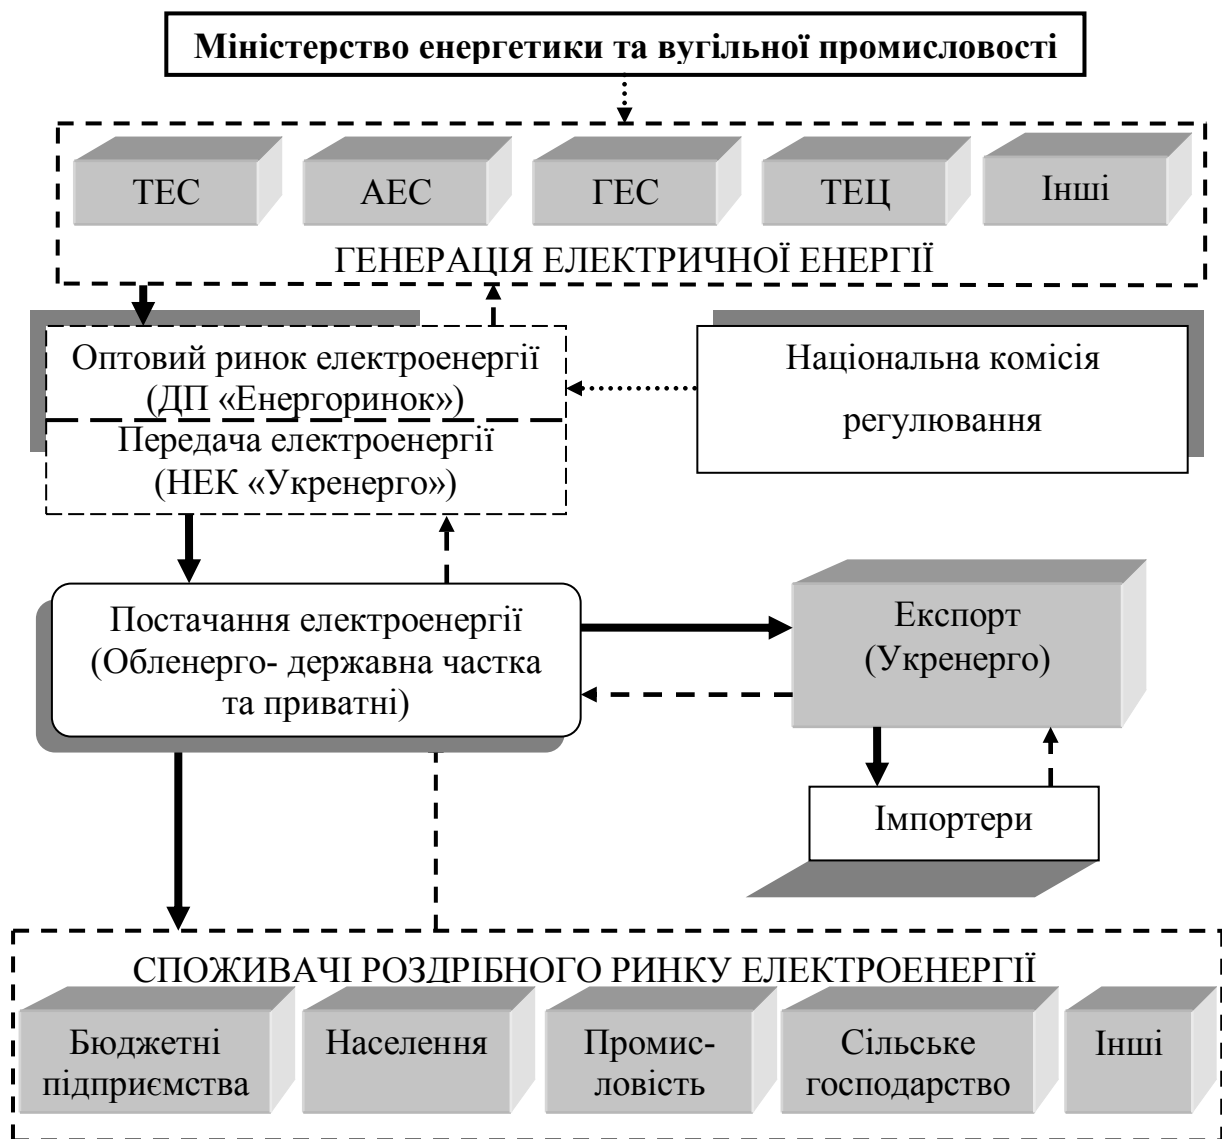 Міністерство енергетики та вугільної промисловості
ТЕС
АЕС
ГЕС
ТЕЦ
Інші
ГЕНЕРАЦІЯ ЕЛЕКТРИЧНОЇ ЕНЕРГІЇ
Оптовий ринок електроенергії
(ДП «Енергоринок»)
Передача електроенергії
(НЕК «Укренерго»)
Національна комісія
регулювання
Постачання електроенергії
(Обленерго- державна частка
та приватні)
Експорт
(Укренерго)
Імпортери
СПОЖИВАЧІ РОЗДРІБНОГО РИНКУ ЕЛЕКТРОЕНЕРГІЇ
Бюджетні
підприємства
Населення
Промис-
ловість
Сільське
господарство
Інші